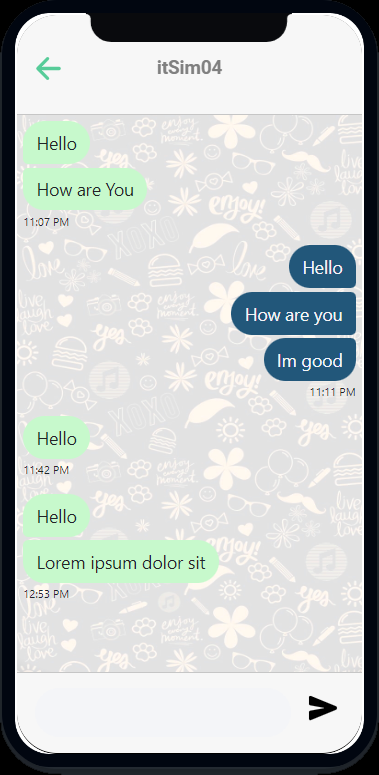 itSim04
Hello
How are You
11:07 PM
Hello
How are you
Im good
11:11 PM
Hello
11:42 PM
Hello
Lorem ipsum dolor sit
12:53 PM